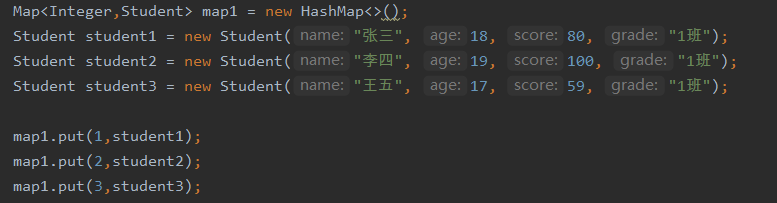 Map<Integer,Student> map1 = new HashMap<>();
Student student1 = new Student( name: "张三", age: 18, score: 80, grade: "1班");
Student student2 = new Student( name: "李四", age: 19, score: 100, grade: "1班");
Student student3 = new Student( name: "王五", age: 17, score: 59, grade: "1班");
map1.put(1,student1);
map1.put(2,student2);
map1.put(3,student3);